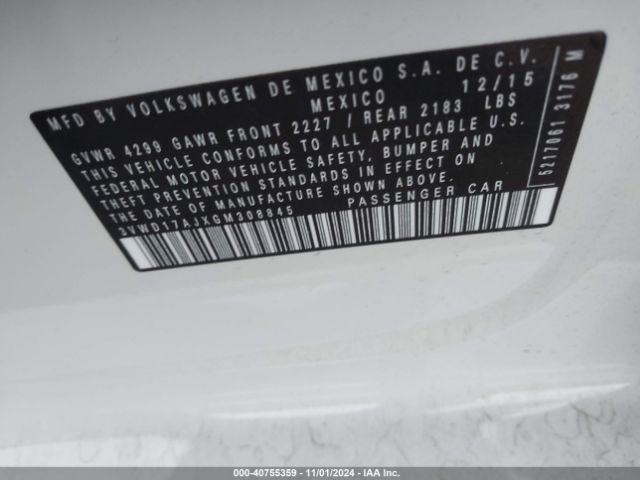 MFD BY VOLKSWAGEN DE MEXICO S.A. DE C.V.
MEXICO 12/15
GVWR 4299 GAWR FRONT 2227 / REAR 2183 LBS
THIS VEHICLE CONFORMS TO ALL APPLICABLE U.S.
FEDERAL MOTOR VEHICLE SAFETY, BUMPER AND
THEFT PREVENTION STANDARDS IN EFFECT ON
THE DATE OF MANUFACTURE SHOWN ABOVE.
3VWD17AJXGM308845 PASSENGER CAR
5217061 3176 M
000-40755359 - 11/01/2024 - IAA Inc.